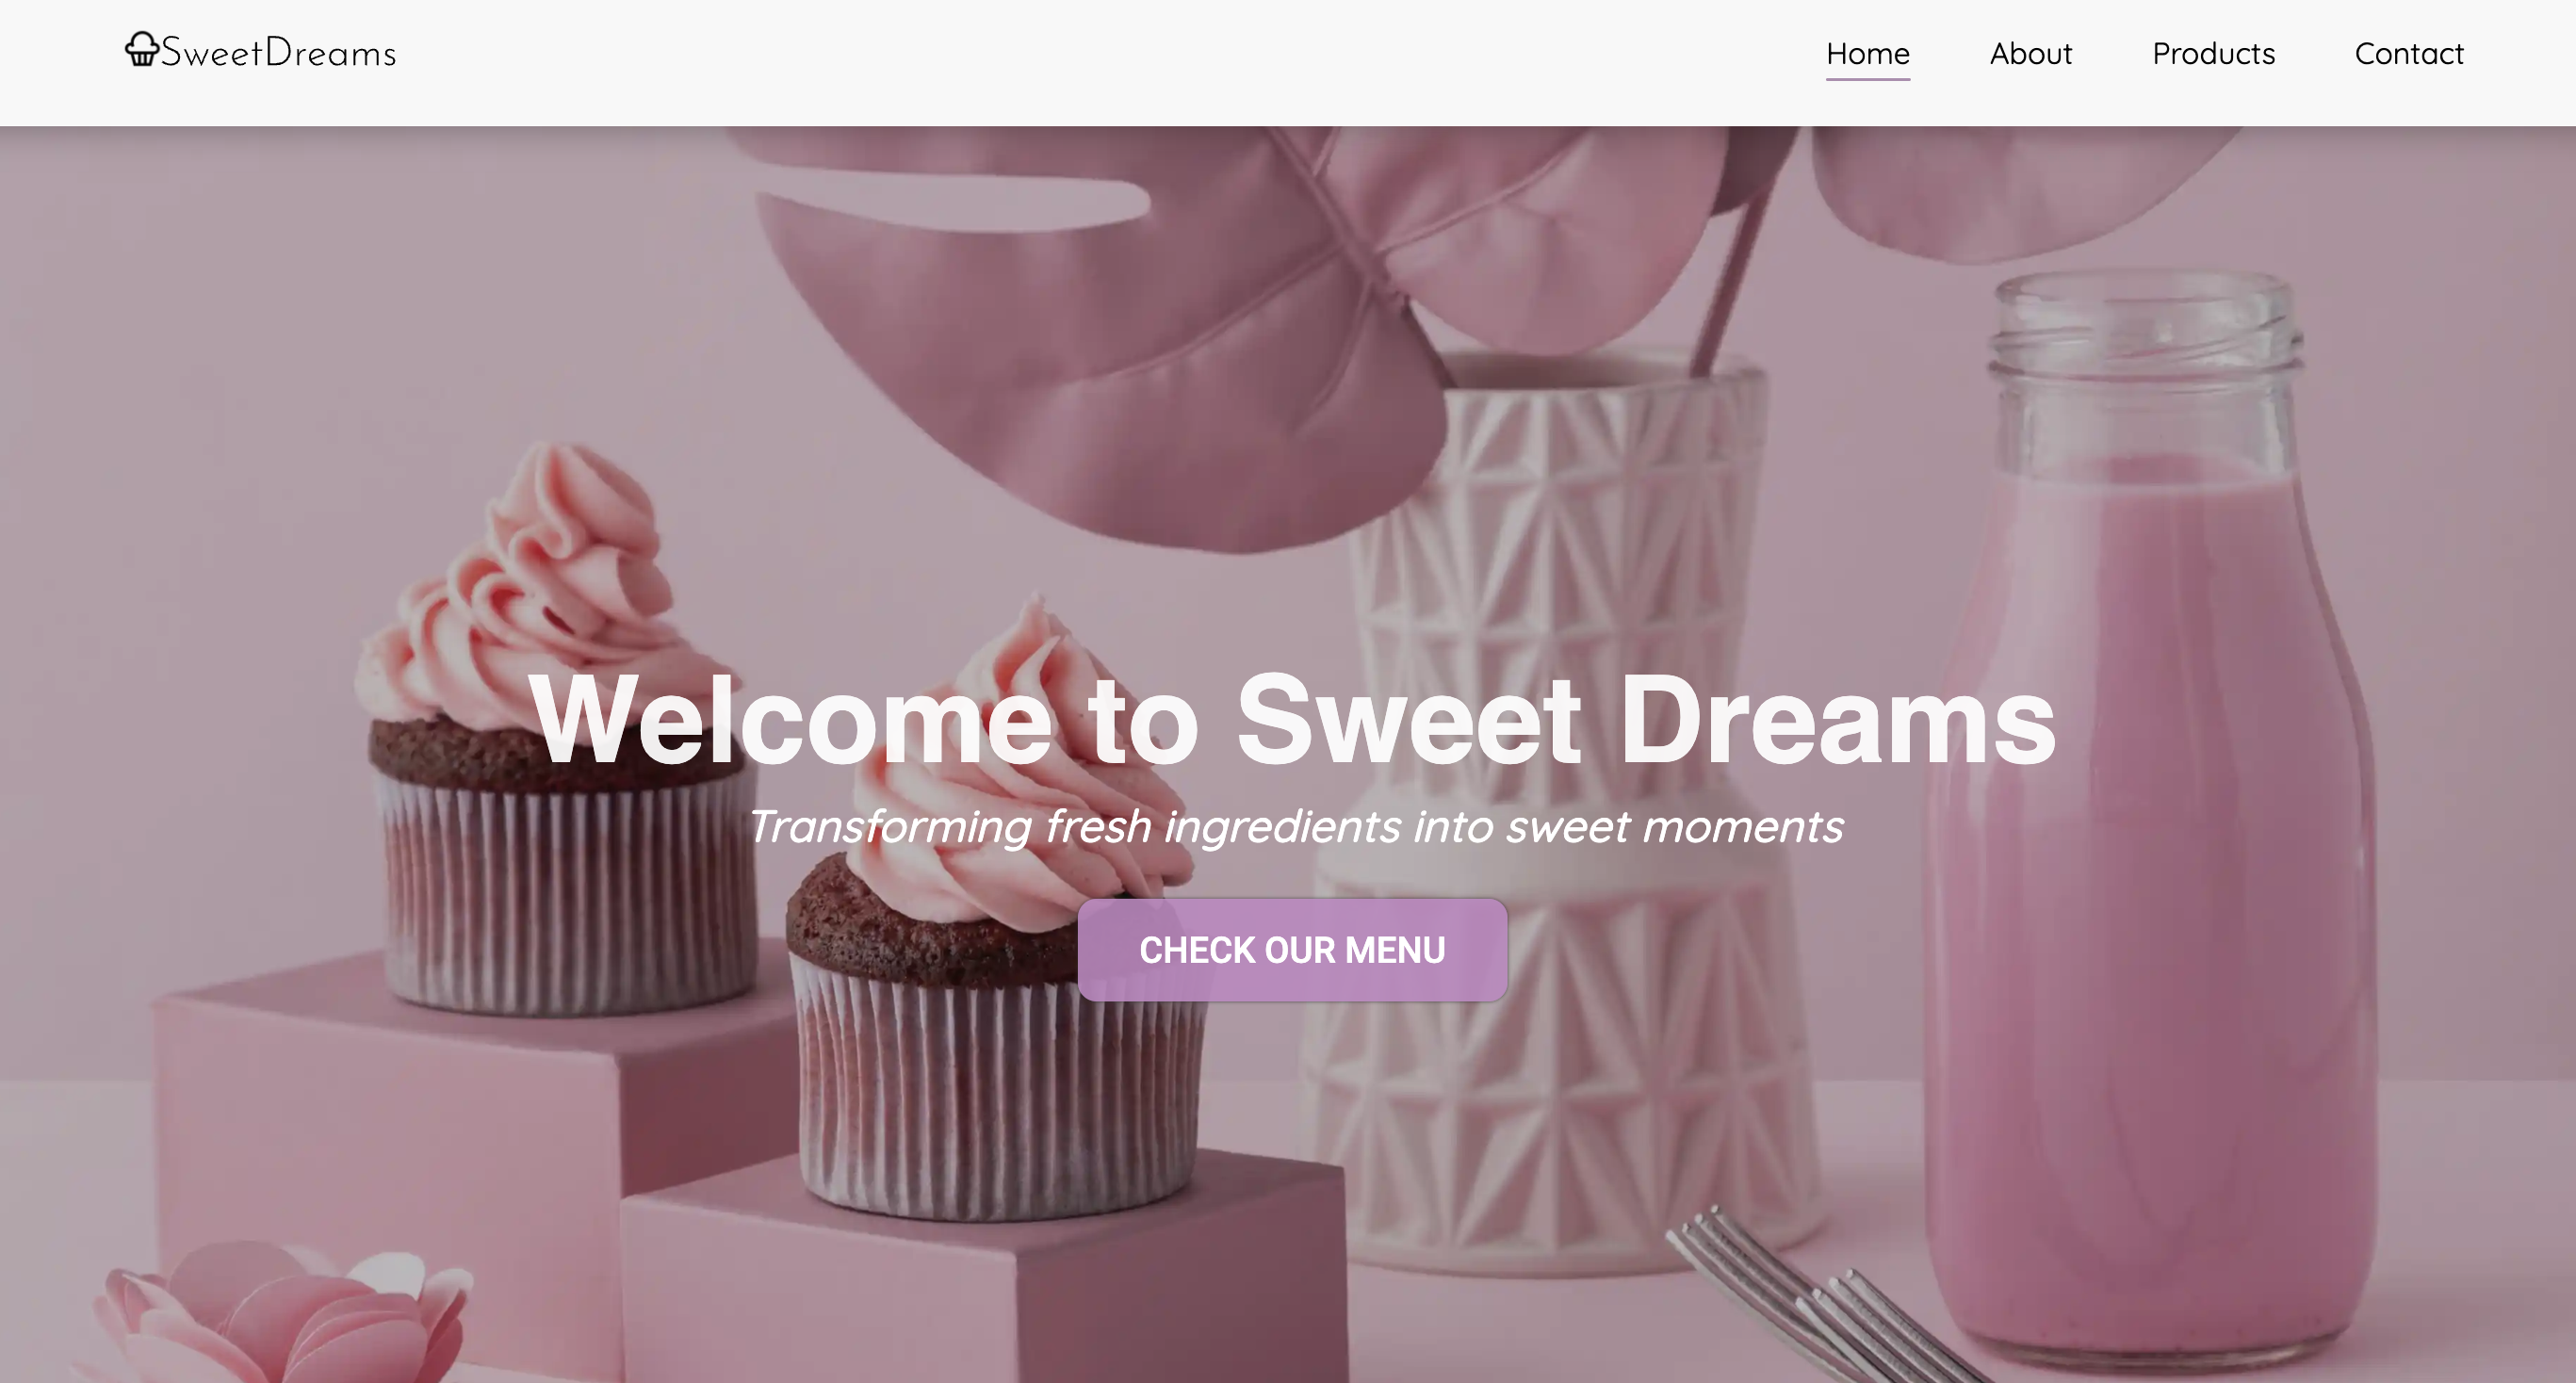 SweetDreams
Home About Products Contact
Welcome to Sweet Dreams
Transforming fresh ingredients into sweet moments
CHECK OUR MENU